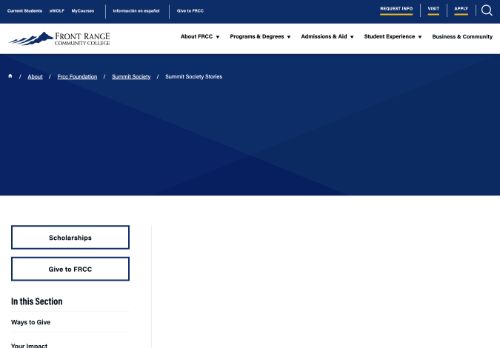 Current Students eWOLF MyCourses Información en español Give to FRCC REQUEST INFO VISIT APPLY
FRONT RANGE
COMMUNITY COLLEGE
About FRCC Programs & Degrees Admissions & Aid Student Experience Business & Community
/ About / Frcc Foundation / Summit Society / Summit Society Stories
Scholarships
Give to FRCC
In this Section
Ways to Give
Your Impact